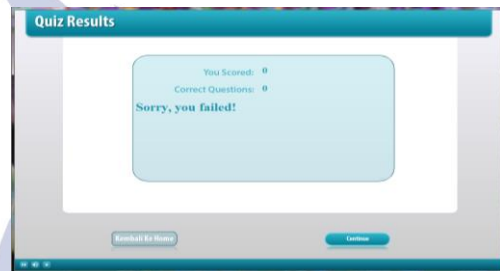 Quiz Results
You Scored: 0
Correct Questions: 0
Sorry, you failed!
Kembali Ke Home
Continue